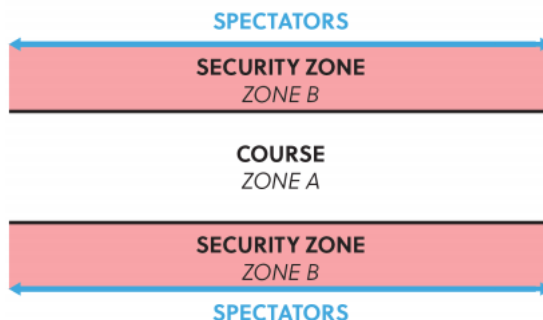 SPECTATORS
SECURITY ZONE
ZONE B
COURSE
ZONE A
SECURITY ZONE
ZONE B
SPECTATORS